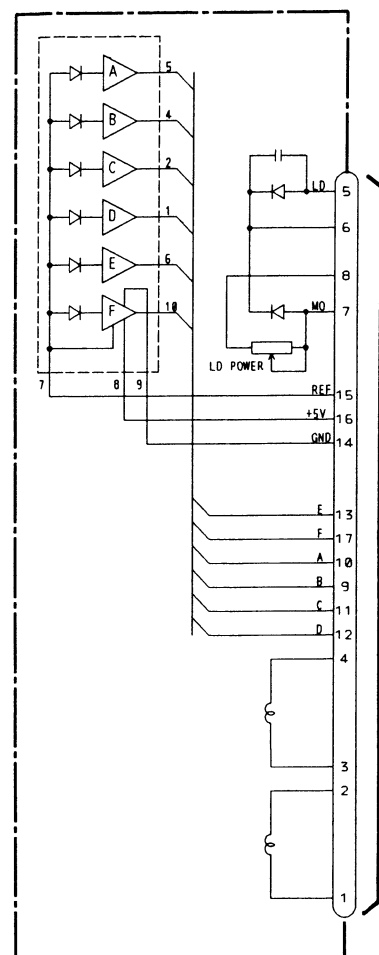 A 5
B 4
C 2
D 1
E 6
F 10
7 8 9
LD 5
6
8
MO 7
LD POWER
REF 15
+5V 16
GND 14
E 13
F 17
A 10
B 9
C 11
D 12
4
3
2
1